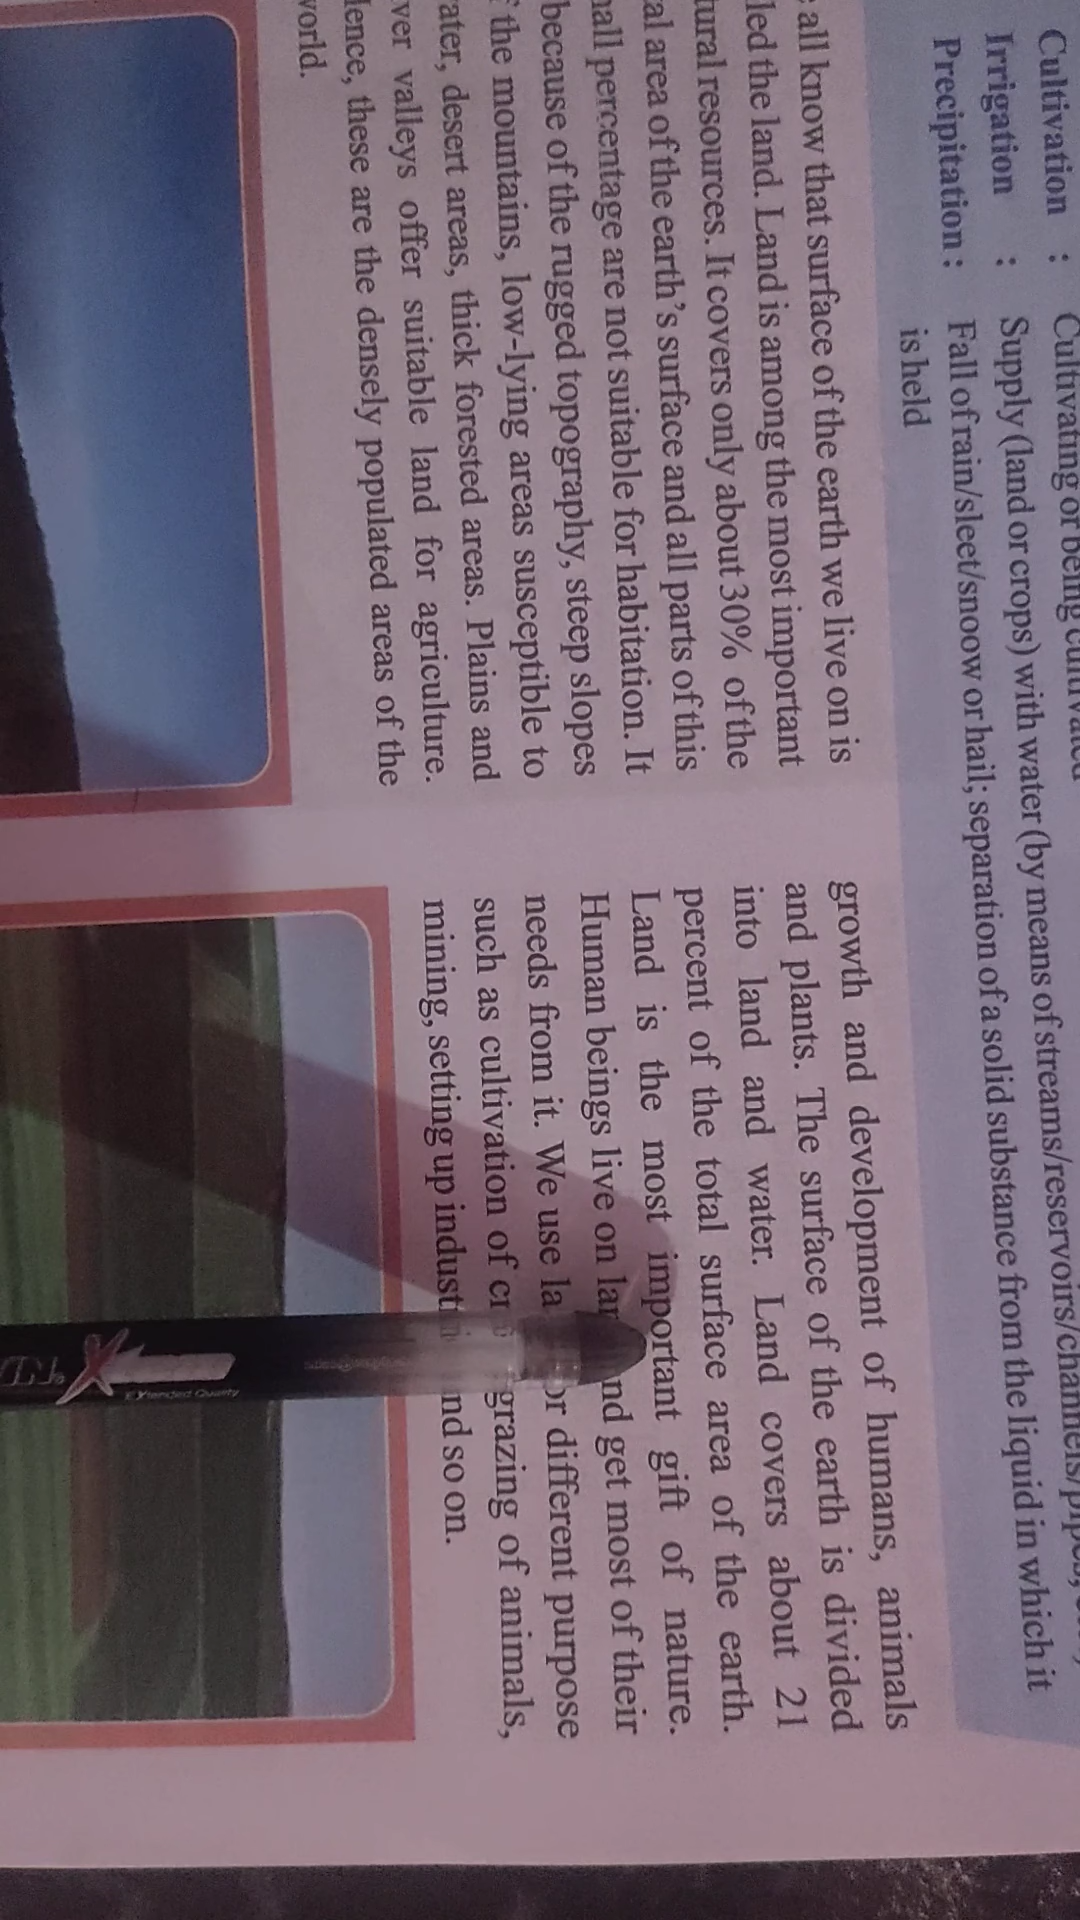 Cultivation : Cultivating or being cultivated
Irrigation : Supply (land or crops) with water (by means of streams/reservoirs/channels/pipes,
Precipitation : Fall of rain/sleet/snoow or hail; separation of a solid substance from the liquid in which it
is held
all know that surface of the earth we live on is
led the land. Land is among the most important
tural resources. It covers only about 30% of the
al area of the earth's surface and all parts of this
all percentage are not suitable for habitation. It
because of the rugged topography, steep slopes
the mountains, low-lying areas susceptible to
ater, desert areas, thick forested areas. Plains and
ver valleys offer suitable land for agriculture.
lence, these are the densely populated areas of the
world.
growth and development of humans, animals
and plants. The surface of the earth is divided
into land and water. Land covers about 21
percent of the total surface area of the earth.
Land is the most important gift of nature.
Human beings live on and get most of their
needs from it. We use or different purpose
such as cultivation of grazing of animals,
mining, setting up and so on.
EXtended Quality